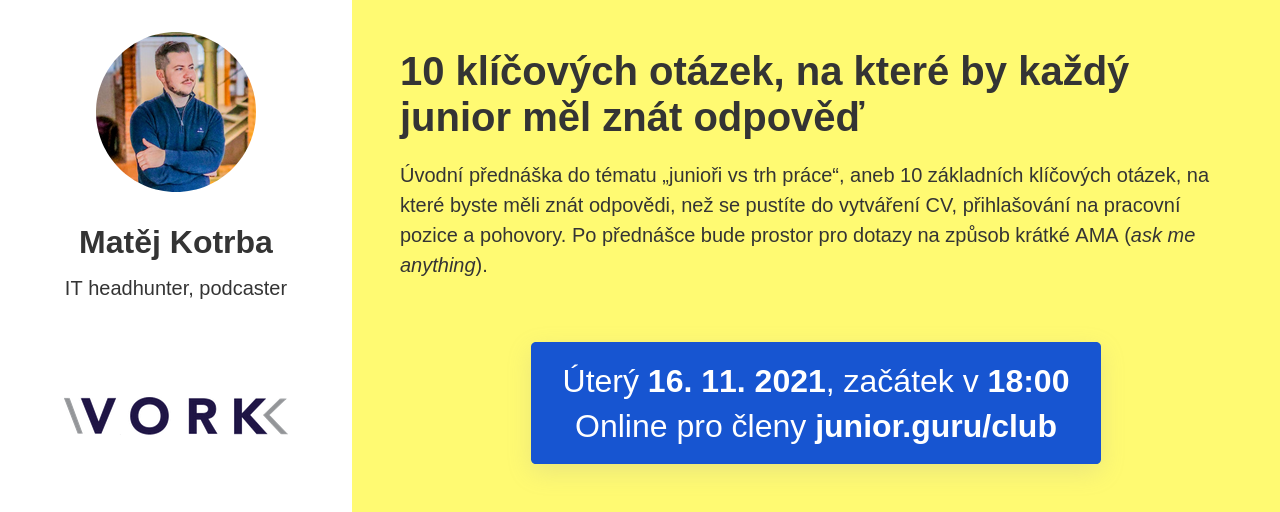 Matěj Kotrba
IT headhunter, podcaster
VORK
10 klíčových otázek, na které by každý
junior měl znát odpověď
Úvodní přednáška do tématu „junioři vs trh práce“, aneb 10 základních klíčových otázek, na
které byste měli znát odpovědi, než se pustíte do vytváření CV, přihlašování na pracovní
pozice a pohovory. Po přednášce bude prostor pro dotazy na způsob krátké AMA (ask me
anything).
Úterý 16. 11. 2021, začátek v 18:00
Online pro členy junior.guru/club